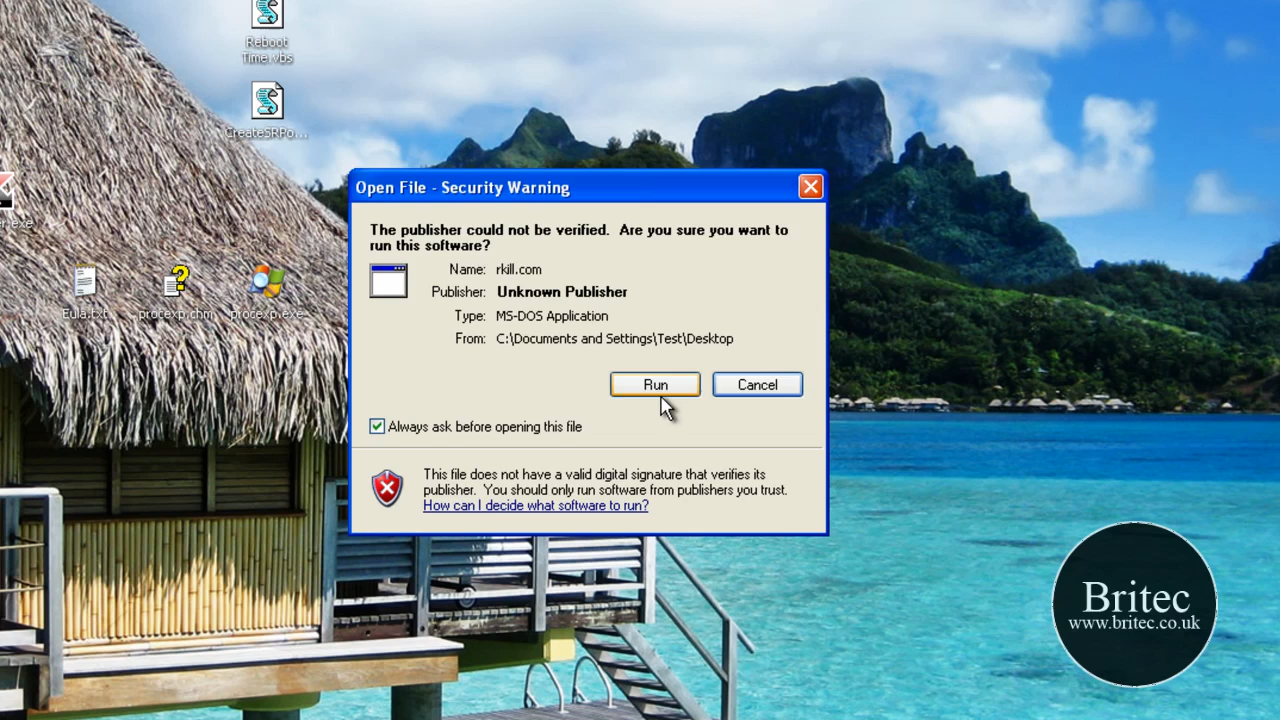 Reboot
Time.vbs
CreateSRPo...
Eula.txt
procexp.chm
procexp.exe
Open File - Security Warning
The publisher could not be verified. Are you sure you want to
run this software?
Name: rkill.com
Publisher: Unknown Publisher
Type: MS-DOS Application
From: C:\Documents and Settings\Test\Desktop
Run
Cancel
Always ask before opening this file
This file does not have a valid digital signature that verifies its
publisher. You should only run software from publishers you trust.
How can I decide what software to run?
Britec
www.britec.co.uk